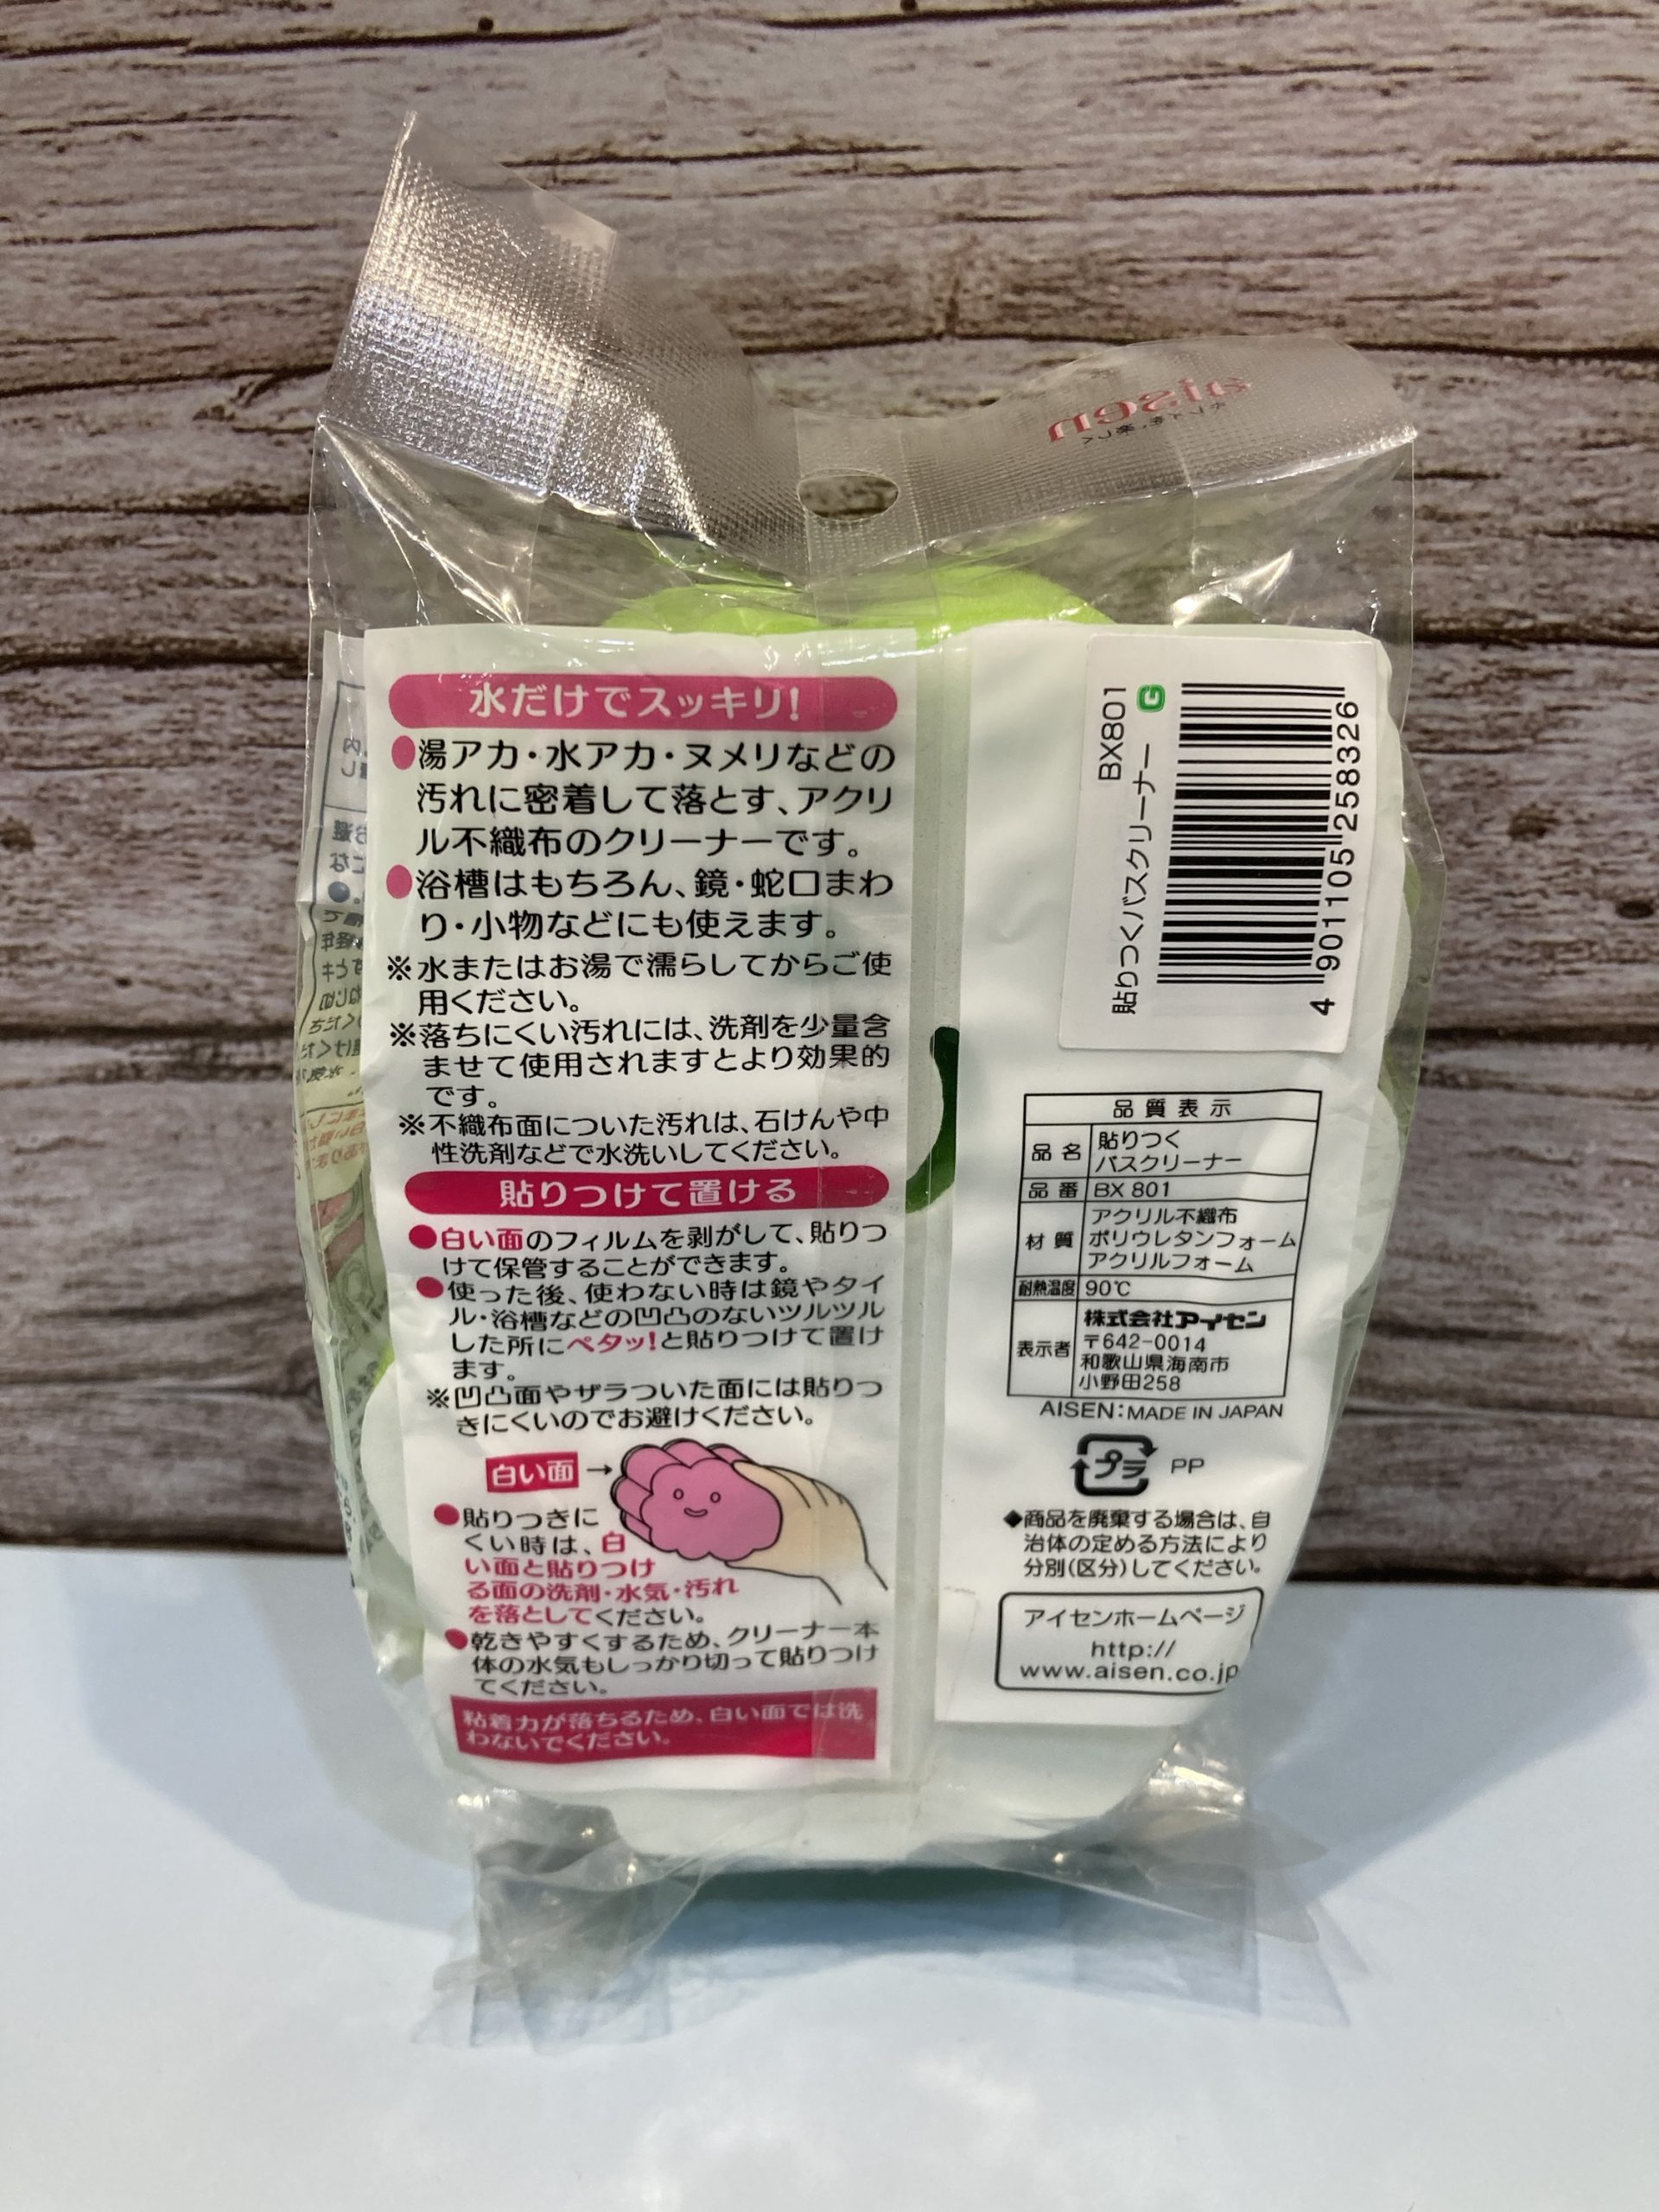 aisen
水だけでスッキリ!
●湯アカ・水アカ・ヌメリなどの
汚れに密着して落とす、アクリ
ル不織布のクリーナーです。
●浴槽はもちろん、鏡・蛇口まわ
り・小物などにも使えます。
※水またはお湯で濡らしてからご使
用ください。
※落ちにくい汚れには、洗剤を少量含
ませて使用されますとより効果的
です。
※不織布面についた汚れは、石けんや中
性洗剤などで水洗いしてください。
貼りつけて置ける
●白い面のフィルムを剥がして、貼りつ
けて保管することができます。
●使った後、使わない時は鏡やタイ
ル・浴槽などの凹凸のないツルツル
した所にペタッ!と貼りつけて置け
ます。
※凹凸面やザラついた面には貼りつ
きにくいのでお避けください。
白い面→
●貼りつきに
くい時は、白
い面と貼りつけ
る面の洗剤・水気・汚れ
を落としてください。
●乾きやすくするため、クリーナー本
体の水気もしっかり切って貼りつけ
てください。
粘着力が落ちるため、白い面では洗
わないでください。
BX801 G
貼りつくバスクリーナー
4 901105 258326
品質表示
品名 貼りつく
バスクリーナー
品番 BX 801
材質 アクリル不織布
ポリウレタンフォーム
アクリルフォーム
耐熱温度 90℃
表示者 株式会社アイセン
〒642-0014
和歌山県海南市
小野田258
AISEN:MADE IN JAPAN
プラ PP
◆商品を廃棄する場合は、自
治体の定める方法により
分別(区分)してください。
アイセンホームページ
http://
www.aisen.co.jp